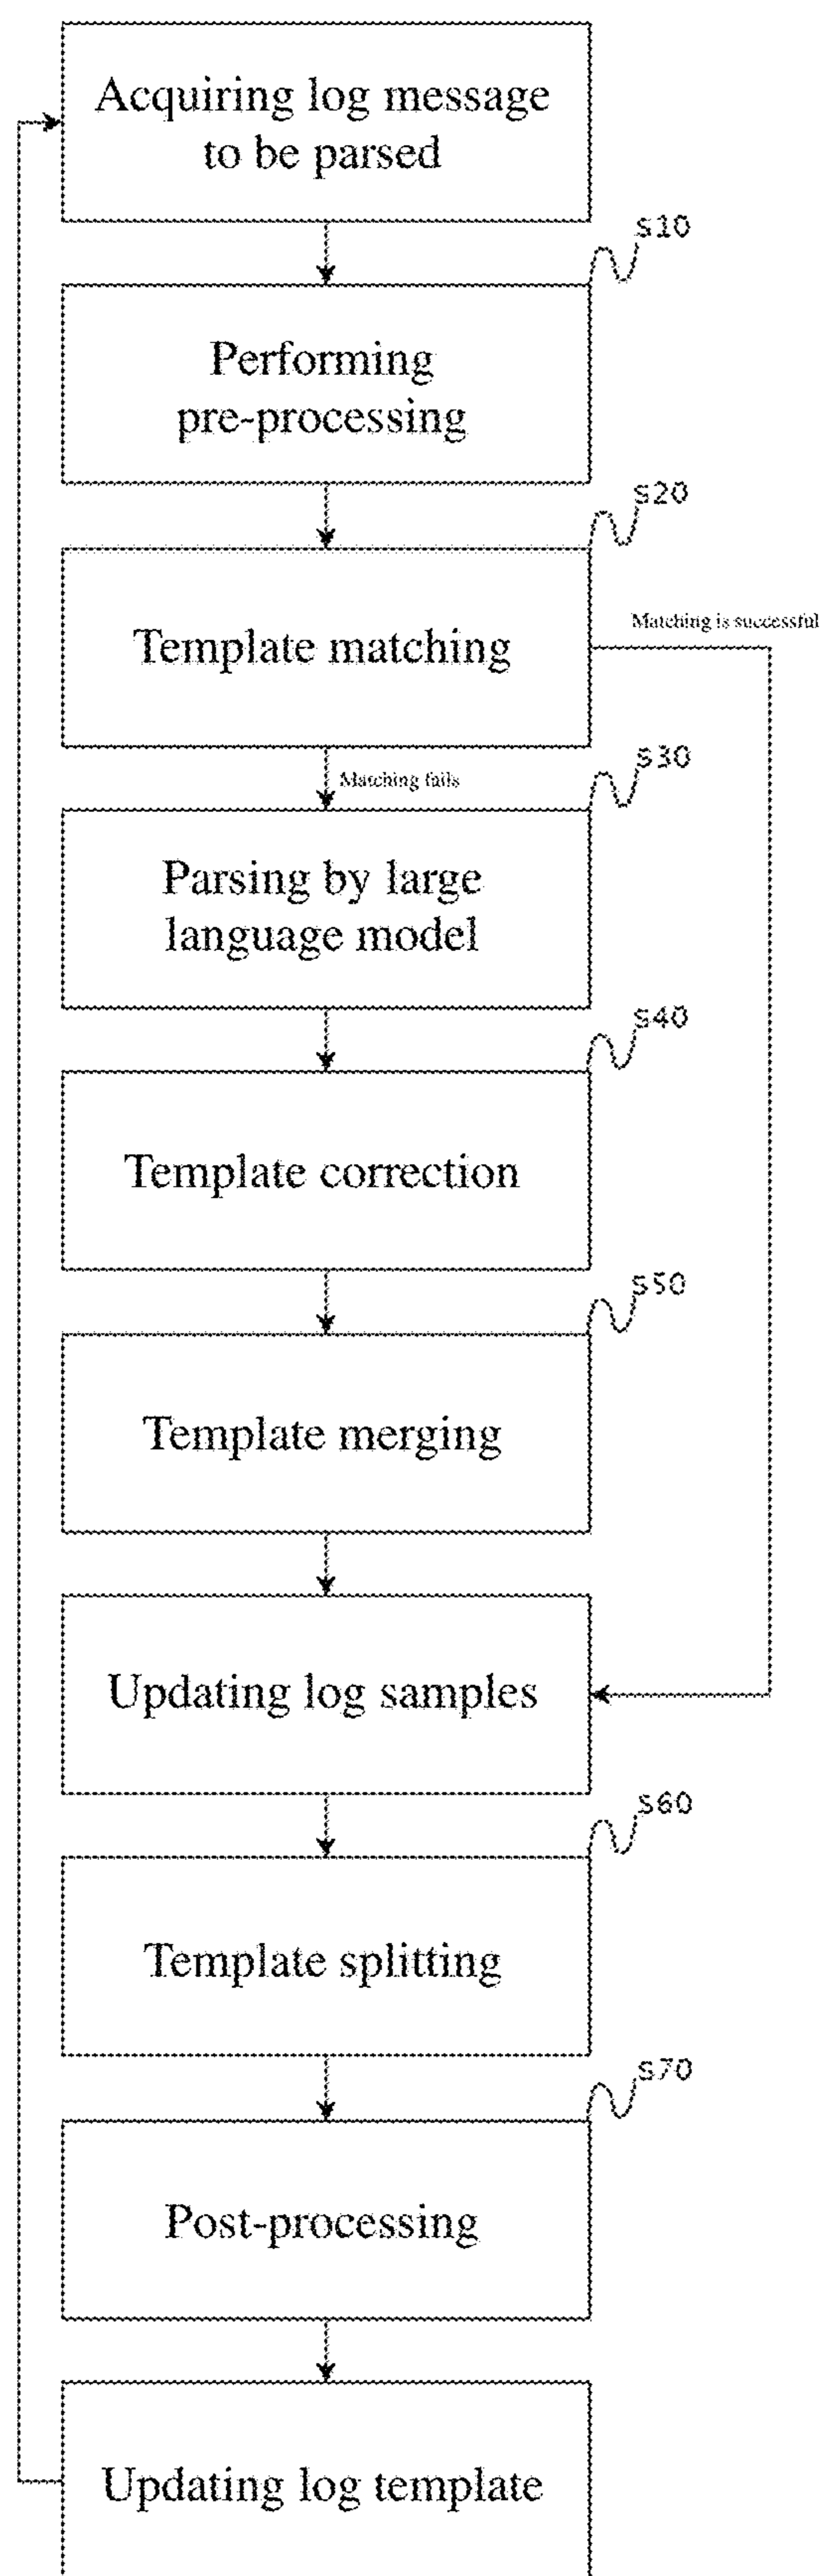 Acquiring log message
to be parsed
S10
Performing
pre-processing
S20
Template matching
Matching is successful
Matching fails
S30
Parsing by large
language model
S40
Template correction
S50
Template merging
Updating log samples
S60
Template splitting
S70
Post-processing
Updating log template